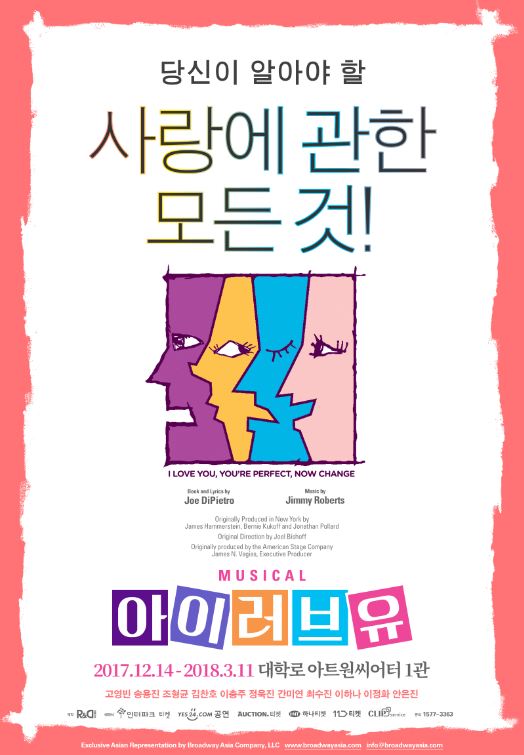 당신이 알아야 할
사랑에 관한
모든 것!
I LOVE YOU, YOU'RE PERFECT, NOW CHANGE
Book and Lyrics by
Joe DiPietro
Music by
Jimmy Roberts
Originally Produced in New York by
James Hammerstein, Bernie Kukoff and Jonathan Pollard
Original Direction by Joel Bishoff
Originally produced by the American Stage Company
James N. Vagias, Executive Producer
MUSICAL
아이러브유
2017.12.14 - 2018.3.11 대학로 아트원씨어터 1관
고영빈 송용진 조형균 김찬호 이충주 정욱진 간미연 최수진 이하나 이정화 안은진
R&D 인터파크 티켓 YES24.COM 공연 AUCTION.티켓 하나티켓 11 티켓 CLIP service 1577-3363
Exclusive Asian Representation by Broadway Asia Company, LLC www.broadwayasia.com info@broadwayasia.com